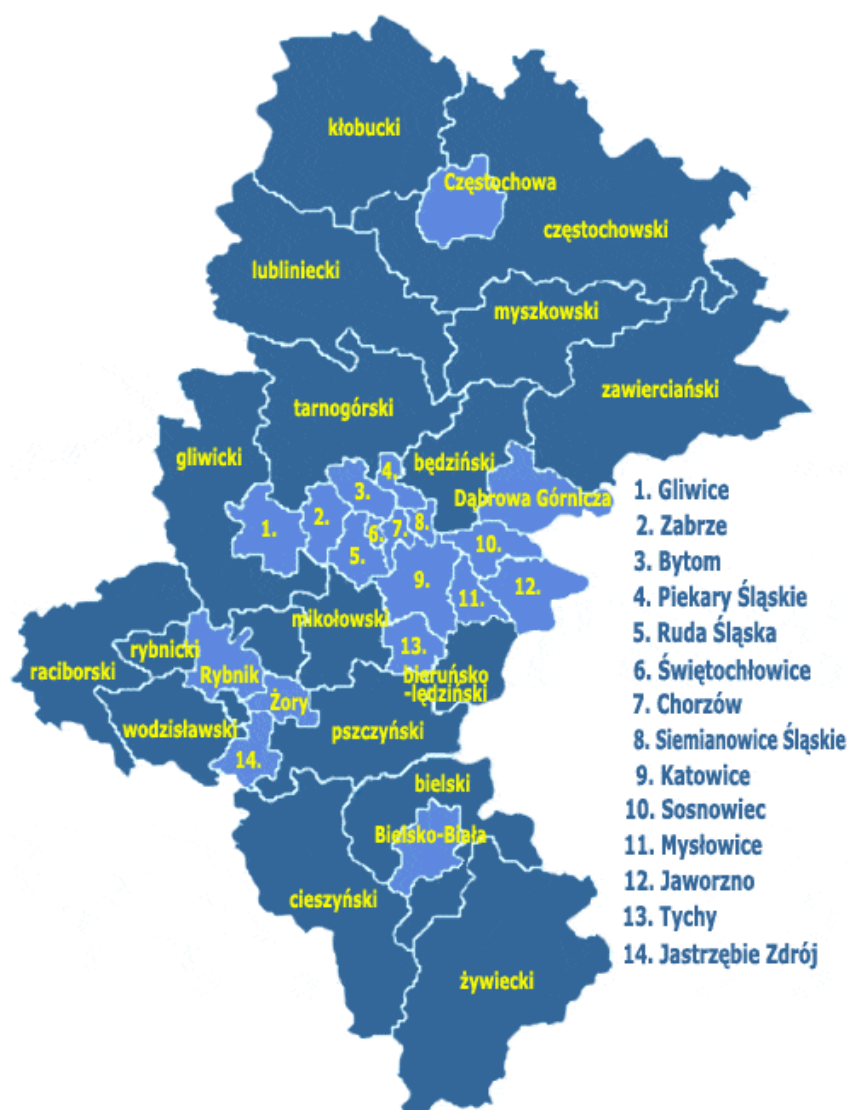 kłobucki
Częstochowa
częstochowski
lubliniecki
myszkowski
zawierciański
tarnogórski
gliwicki
będziński
4.
3.
Dąbrowa Górnicza
1.
2.
6.
7.
8.
5.
10.
9.
11.
12.
mikołowski
13.
rybnicki
raciborski
Rybnik
bieruńsko
-lędziński
Żory
wodzisławski
pszczyński
14.
bielski
Bielsko-Biała
cieszyński
żywiecki
1. Gliwice
2. Zabrze
3. Bytom
4. Piekary Śląskie
5. Ruda Śląska
6. Świętochłowice
7. Chorzów
8. Siemianowice Śląskie
9. Katowice
10. Sosnowiec
11. Mysłowice
12. Jaworzno
13. Tychy
14. Jastrzębie Zdrój